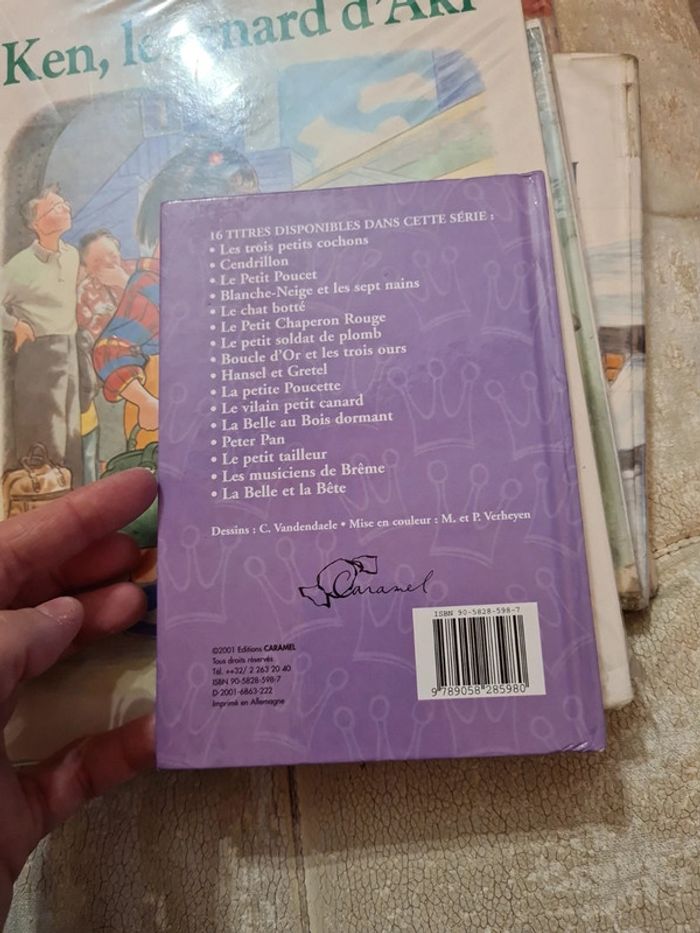 Ken, le renard d'Aki
16 TITRES DISPONIBLES DANS CETTE SÉRIE :
• Les trois petits cochons
• Cendrillon
• Le Petit Poucet
• Blanche-Neige et les sept nains
• Le chat botté
• Le Petit Chaperon Rouge
• Le petit soldat de plomb
• Boucle d'Or et les trois ours
• Hansel et Gretel
• La petite Poucette
• Le vilain petit canard
• La Belle au Bois dormant
• Peter Pan
• Le petit tailleur
• Les musiciens de Brême
• La Belle et la Bête
Dessins : C. Vandendaele • Mise en couleur : M. et P. Verheyen
Caramel
ISBN 90-5828-598-7
9 789058 285980
©2001 Editions CARAMEL
Tous droits réservés
Tél. ++32/ 2 263 20 40
ISBN 90-5828-598-7
D-2001-6863-222
Imprimé en Allemagne